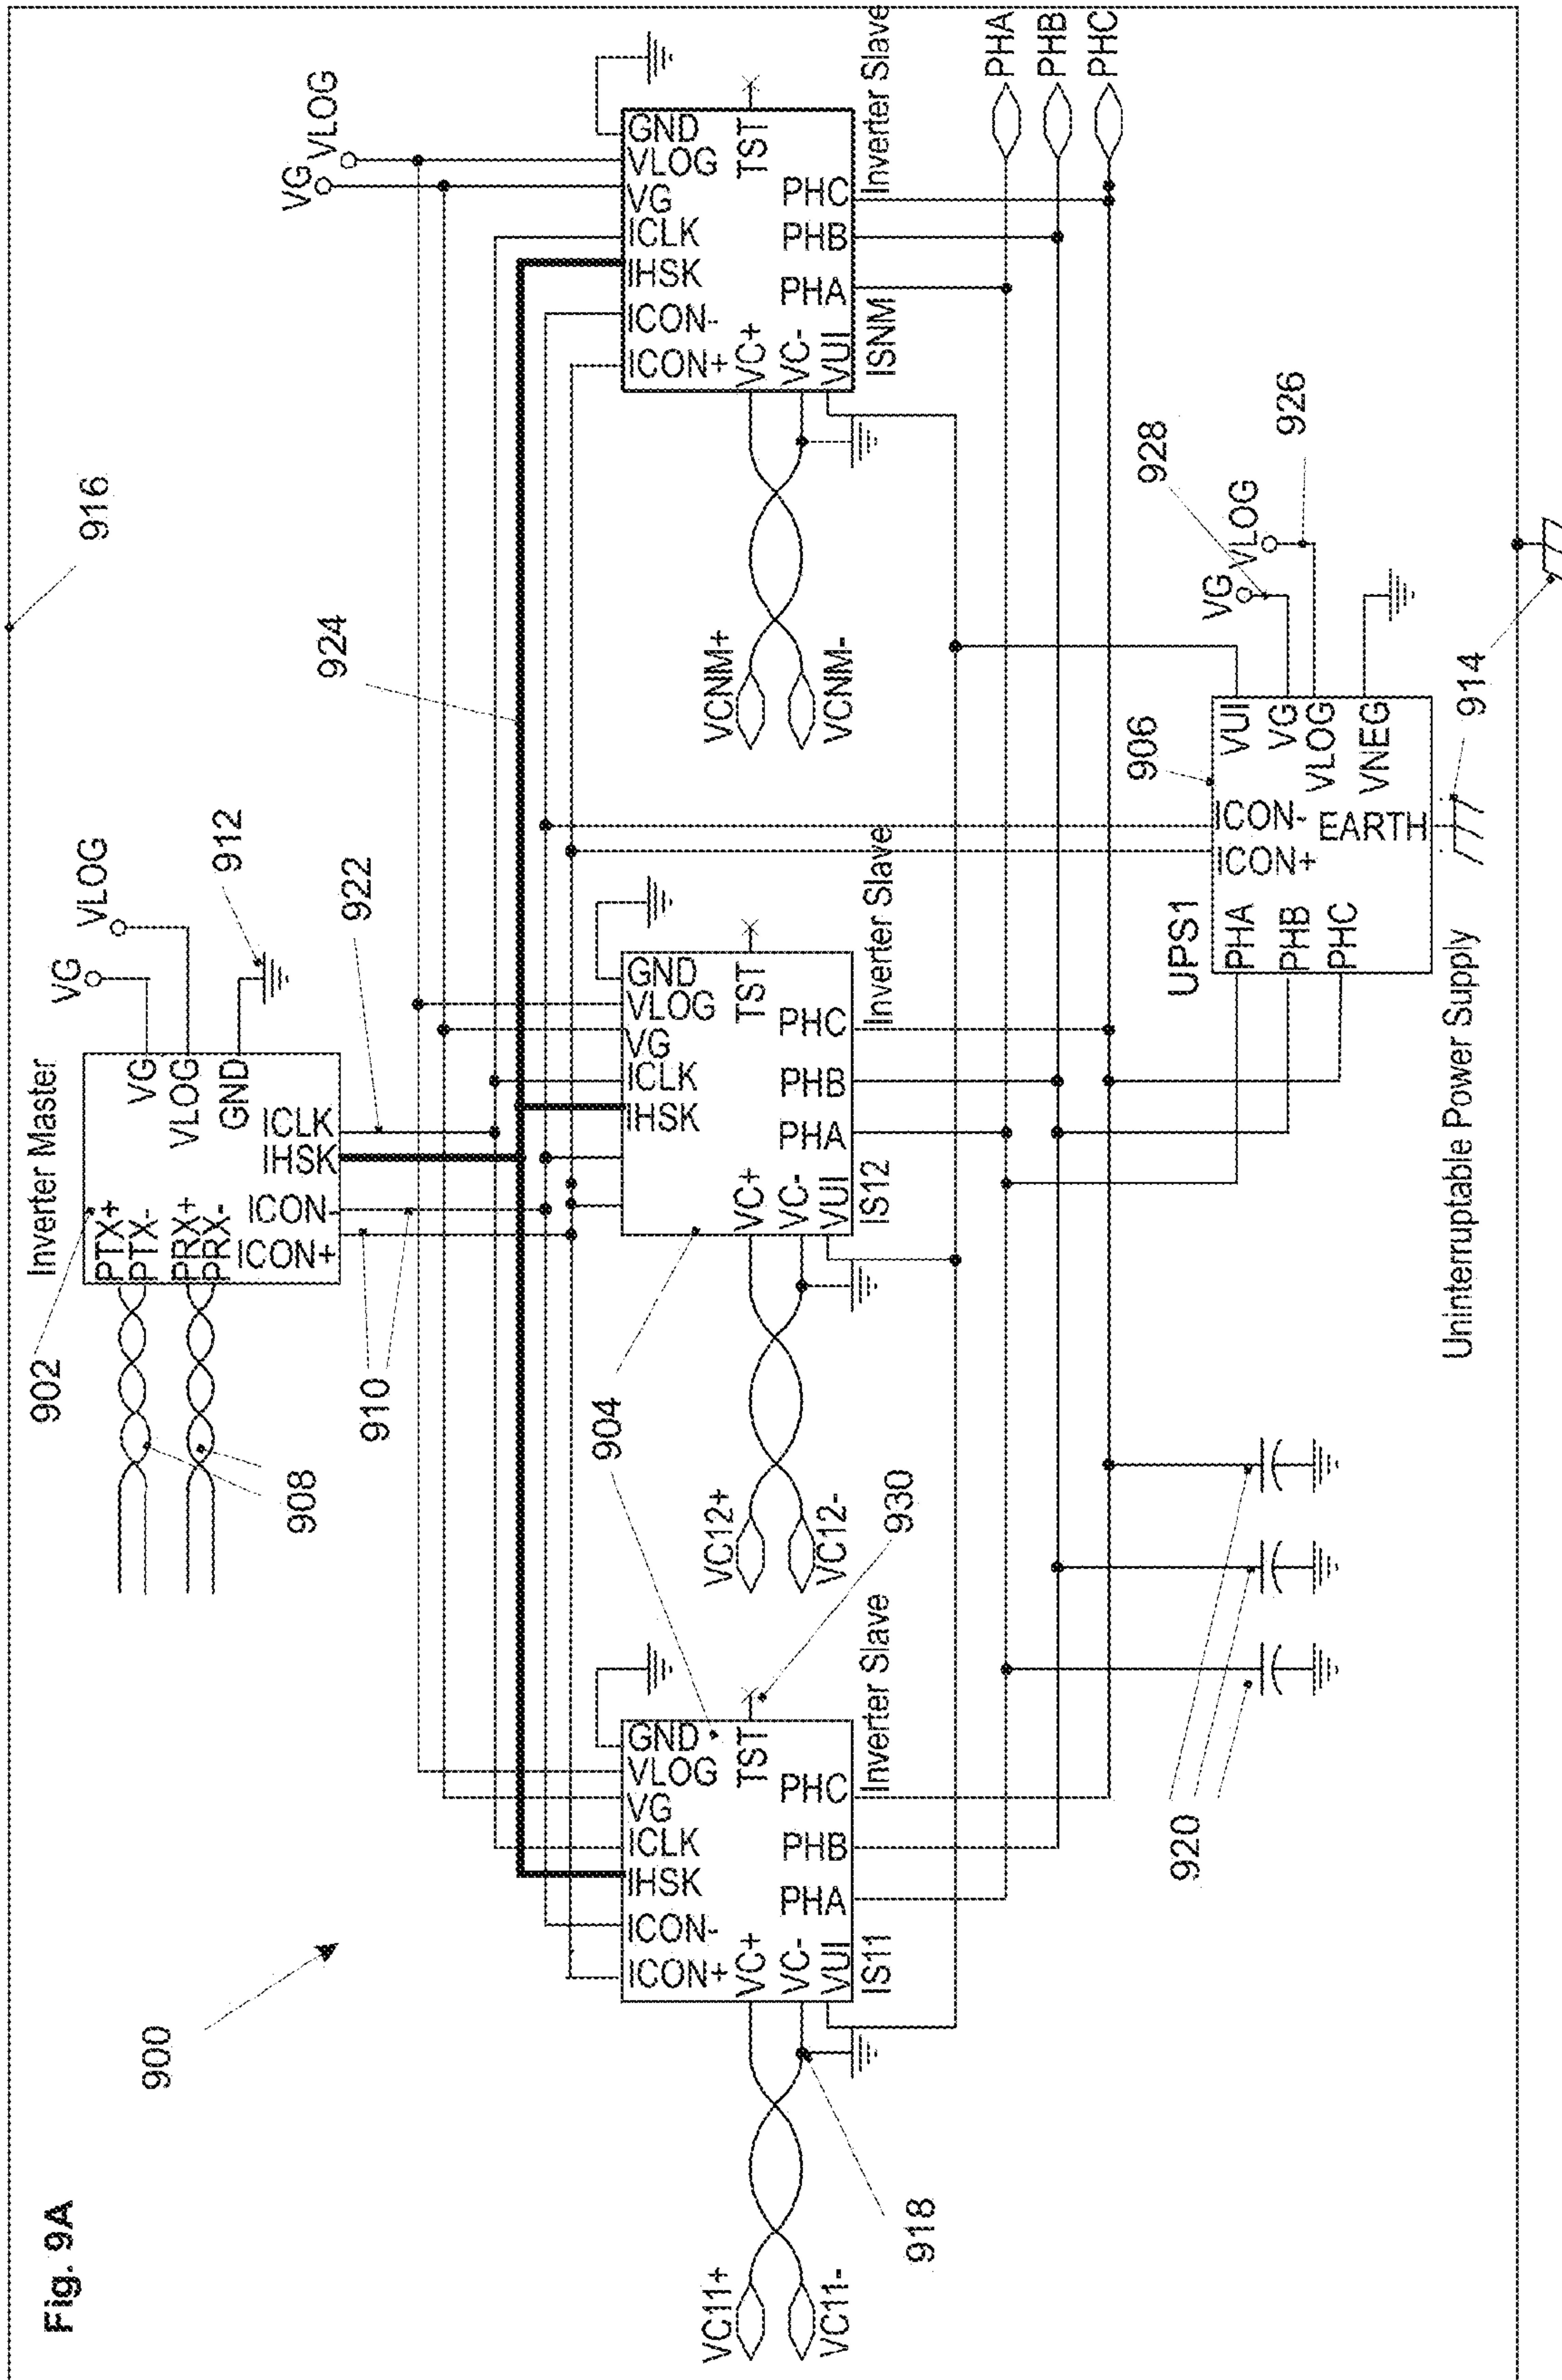 Fig. 9A
900
916
Inverter Master
902
PTX+
PTX-
PRX+
PRX-
VG
VLOG
GND
ICLK
IHSK
ICON-
ICON+
VG
VLOG
912
908
910
922
924
VG
VLOG
904
GND
VLOG
VG
ICLK
IHSK
ICON-
ICON+
TST
VC+
VC-
VUI
PHA
PHB
PHC
IS11
Inverter Slave
930
VC11+
VC11-
918
GND
VLOG
VG
ICLK
IHSK
TST
VC+
VC-
VUI
PHA
PHB
PHC
IS12
Inverter Slave
VC12+
VC12-
GND
VLOG
VG
ICLK
IHSK
ICON-
ICON+
TST
VC+
VC-
VUI
PHA
PHB
PHC
ISNM
Inverter Slave
VCNM+
VCNM-
PHA
PHB
PHC
920
UPS1
906
PHA
PHB
PHC
ICON+
ICON-
EARTH
VUI
VG
VLOG
VNEG
VG
VLOG
928
926
914
Uninterruptable Power Supply